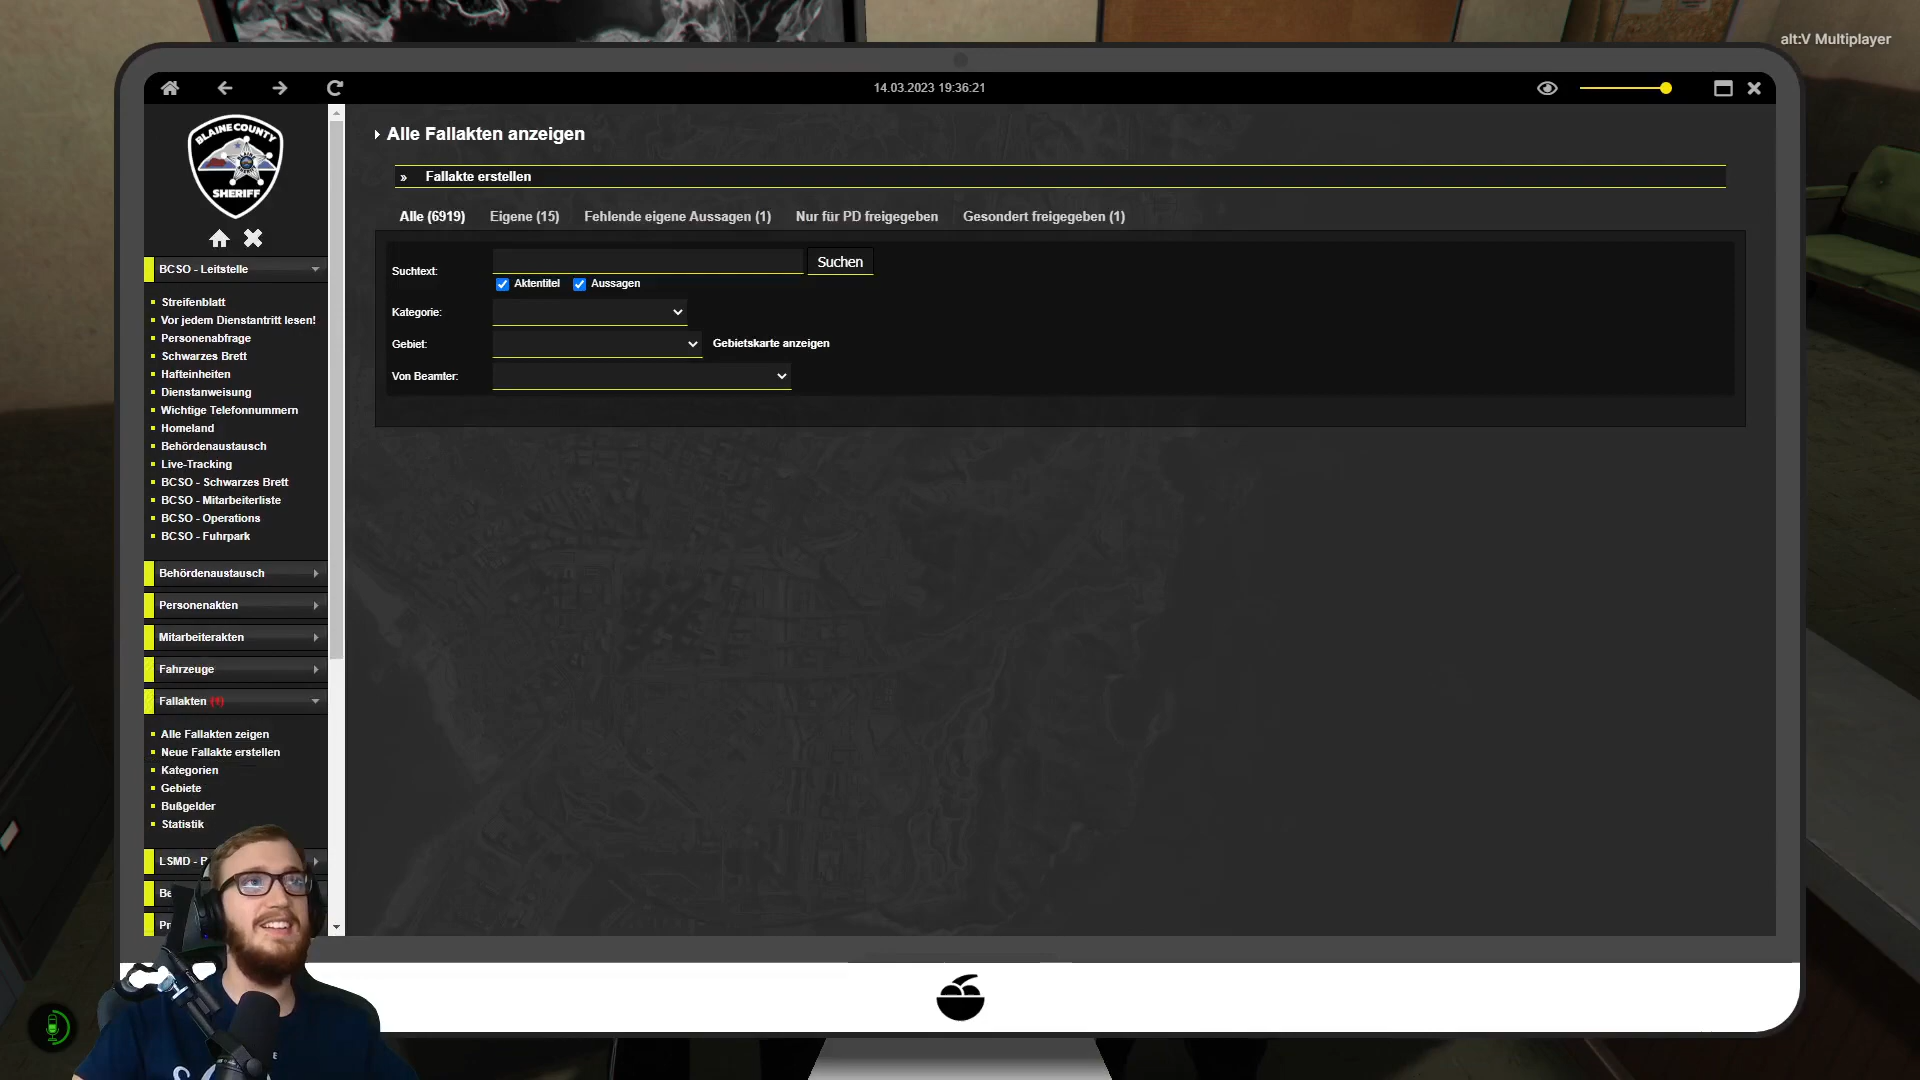 alt:V Multiplayer
14.03.2023 19:36:21
BLAINE COUNTY
SHERIFF
BCSO - Leitstelle
Streifenblatt
Vor jedem Dienstantritt lesen!
Personenabfrage
Schwarzes Brett
Hafteinheiten
Dienstanweisung
Wichtige Telefonnummern
Homeland
Behördenaustausch
Live-Tracking
BCSO - Schwarzes Brett
BCSO - Mitarbeiterliste
BCSO - Operations
BCSO - Fuhrpark
Behördenaustausch
Personenakten
Mitarbeiterakten
Fahrzeuge
Fallakten (1)
Alle Fallakten zeigen
Neue Fallakte erstellen
Kategorien
Gebiete
Bußgelder
Statistik
LSMD -
Alle Fallakten anzeigen
» Fallakte erstellen
Alle (6919) Eigene (15) Fehlende eigene Aussagen (1) Nur für PD freigegeben Gesondert freigegeben (1)
Suchtext: Suchen
Aktentitel Aussagen
Kategorie:
Gebiet: Gebietskarte anzeigen
Von Beamter: